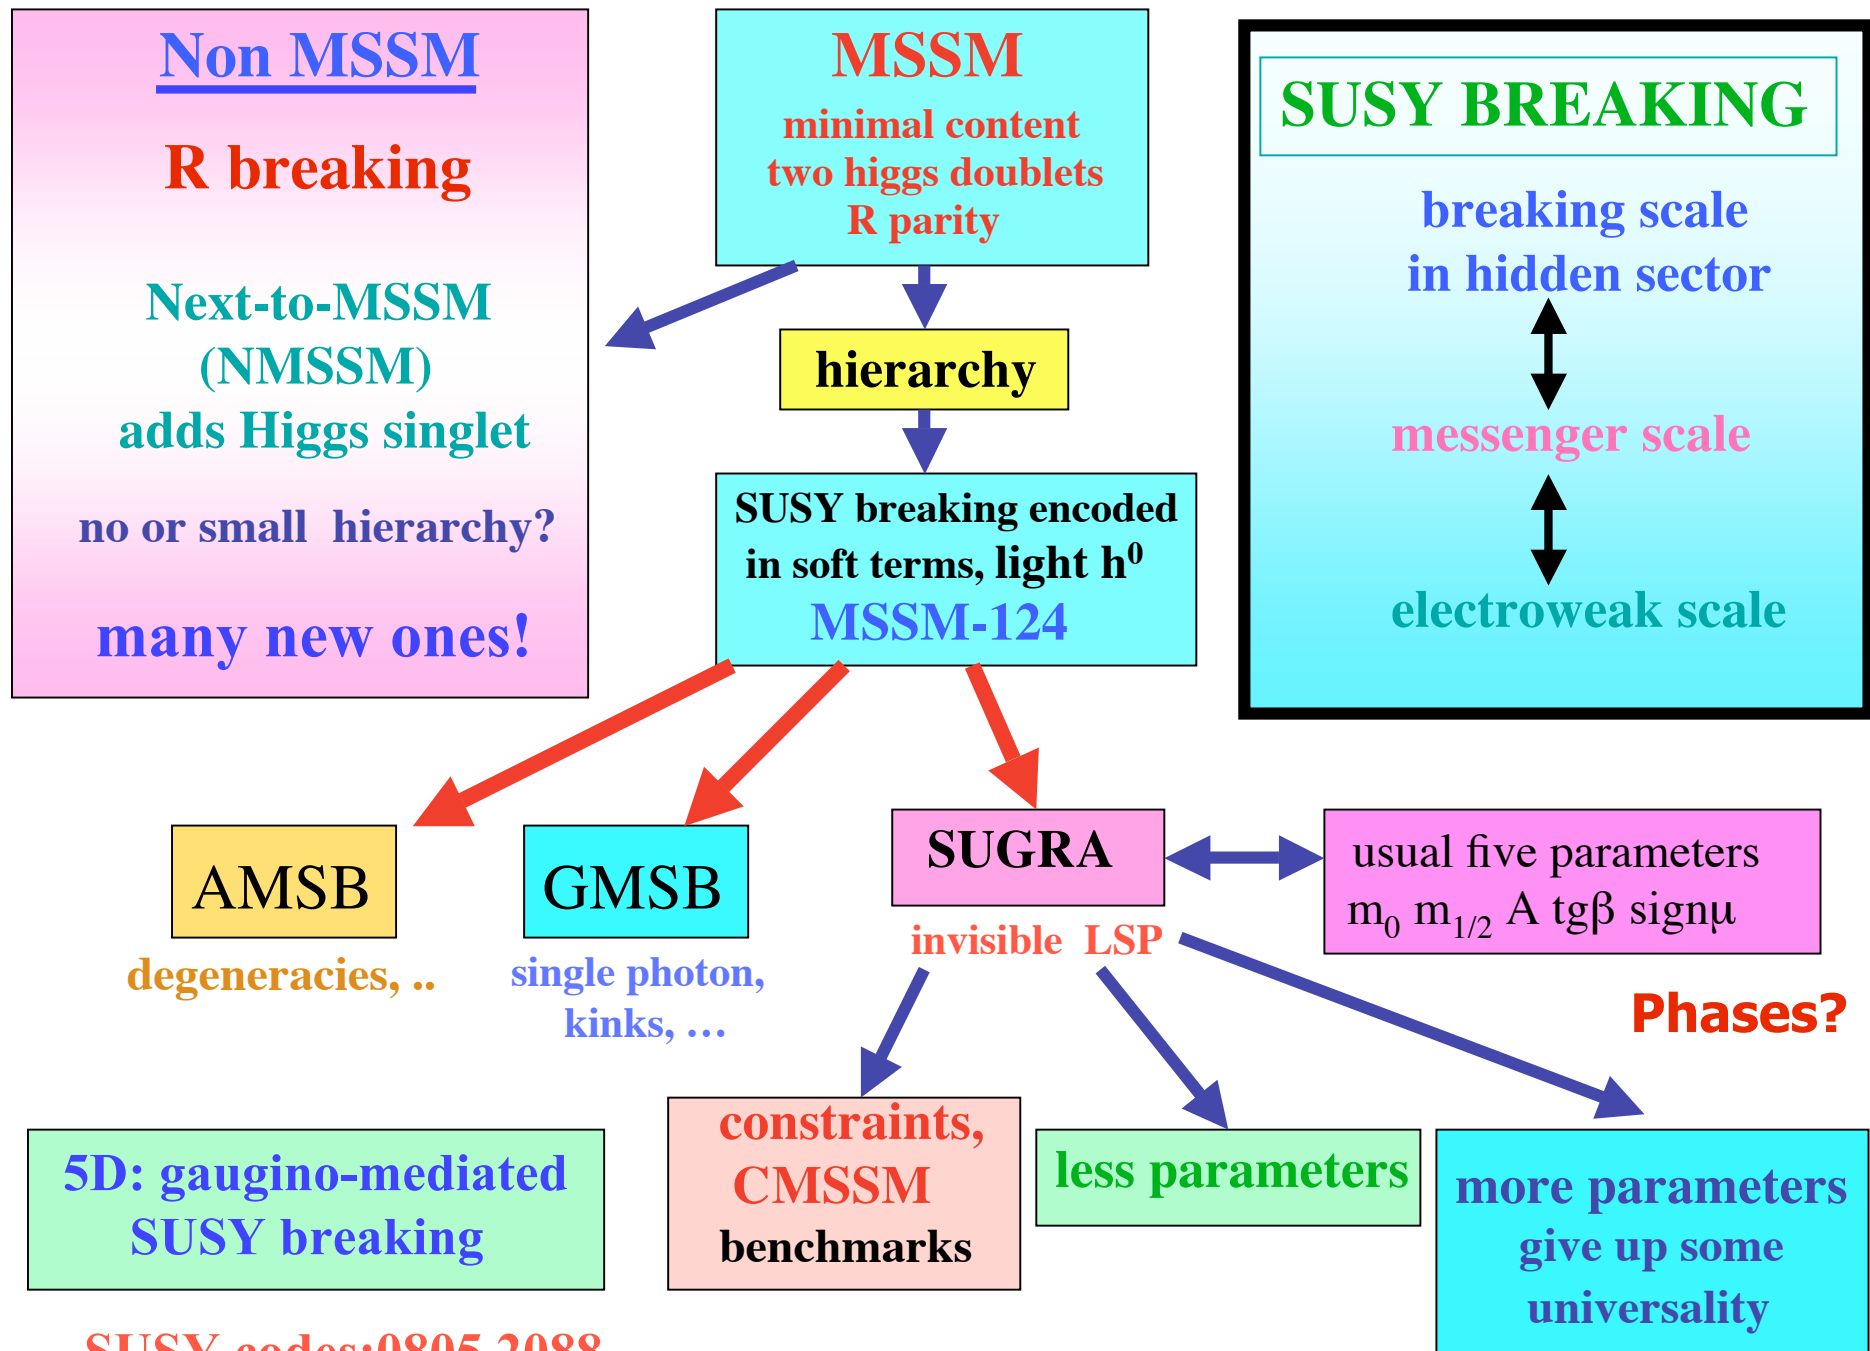 Non MSSM
R breaking
Next-to-MSSM
(NMSSM)
adds Higgs singlet
no or small hierarchy?
many new ones!
MSSM
minimal content
two higgs doublets
R parity
hierarchy
SUSY breaking encoded
in soft terms, light h⁰
MSSM-124
SUSY BREAKING
breaking scale
in hidden sector
messenger scale
electroweak scale
AMSB
degeneracies, ..
GMSB
single photon,
kinks, …
SUGRA
invisible LSP
usual five parameters
m₀ m₁/₂ A tgβ signμ
Phases?
5D: gaugino-mediated
SUSY breaking
constraints,
CMSSM
benchmarks
less parameters
more parameters
give up some
universality
SUSY codes:0805.2088